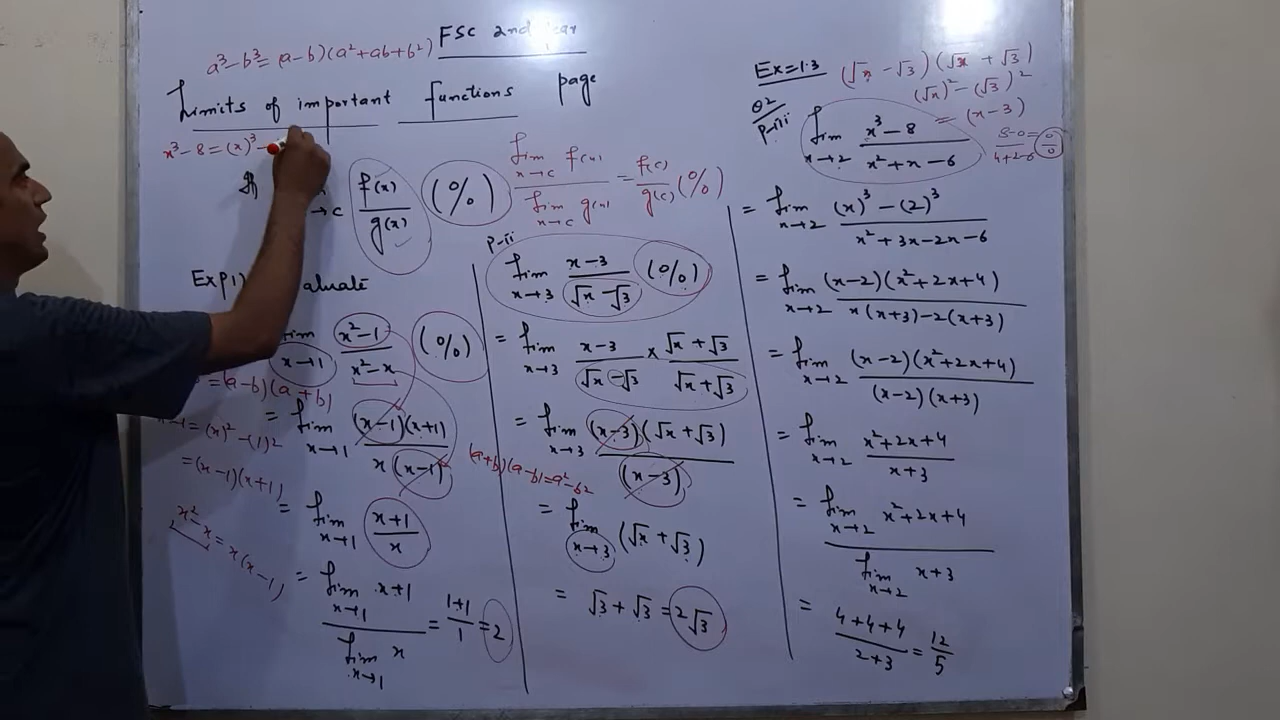 FSC 2nd year
a³-b³=(a-b)(a²+ab+b²)
Limits of important functions page
x³-8=(x)³-
If
x→c f(x)/g(x) (0/0)
lim x→c f(x) / lim x→c g(x) = f(c)/g(c) (0/0)
Exp1)
lim x→1 x²-1/x²-x (0/0)
=(a-b)(a+b)
= lim x→1 (x-1)(x+1)/x(x-1)
=(x)²-(1)²
=(x-1)(x+1)
= lim x→1 x+1/x
x²-x=x(x-1)
= lim x→1 x+1 / lim x→1 x = 1+1/1 = 2
P-ii
lim x→3 x-3/√x-√3 (0/0)
= lim x→3 x-3/√x-√3 × √x+√3/√x+√3
= lim x→3 (x-3)(√x+√3)/(x-3)
(a+b)(a-b)=a²-b²
= lim x→3 (√x+√3)
= √3+√3=2√3
Ex=1.3
(√x-√3)(√x+√3)
(√x)²-(√3)²
= (x-3)
Q2
P-iii
lim x→2 x³-8/x²+x-6
8-0/4+2-6=0/0
= lim x→2 (x)³-(2)³/x²+3x-2x-6
= lim x→2 (x-2)(x²+2x+4)/x(x+3)-2(x+3)
= lim x→2 (x-2)(x²+2x+4)/(x-2)(x+3)
= lim x→2 x²+2x+4/x+3
= lim x→2 x²+2x+4 / lim x→2 x+3
= 4+4+4/2+3 = 12/5